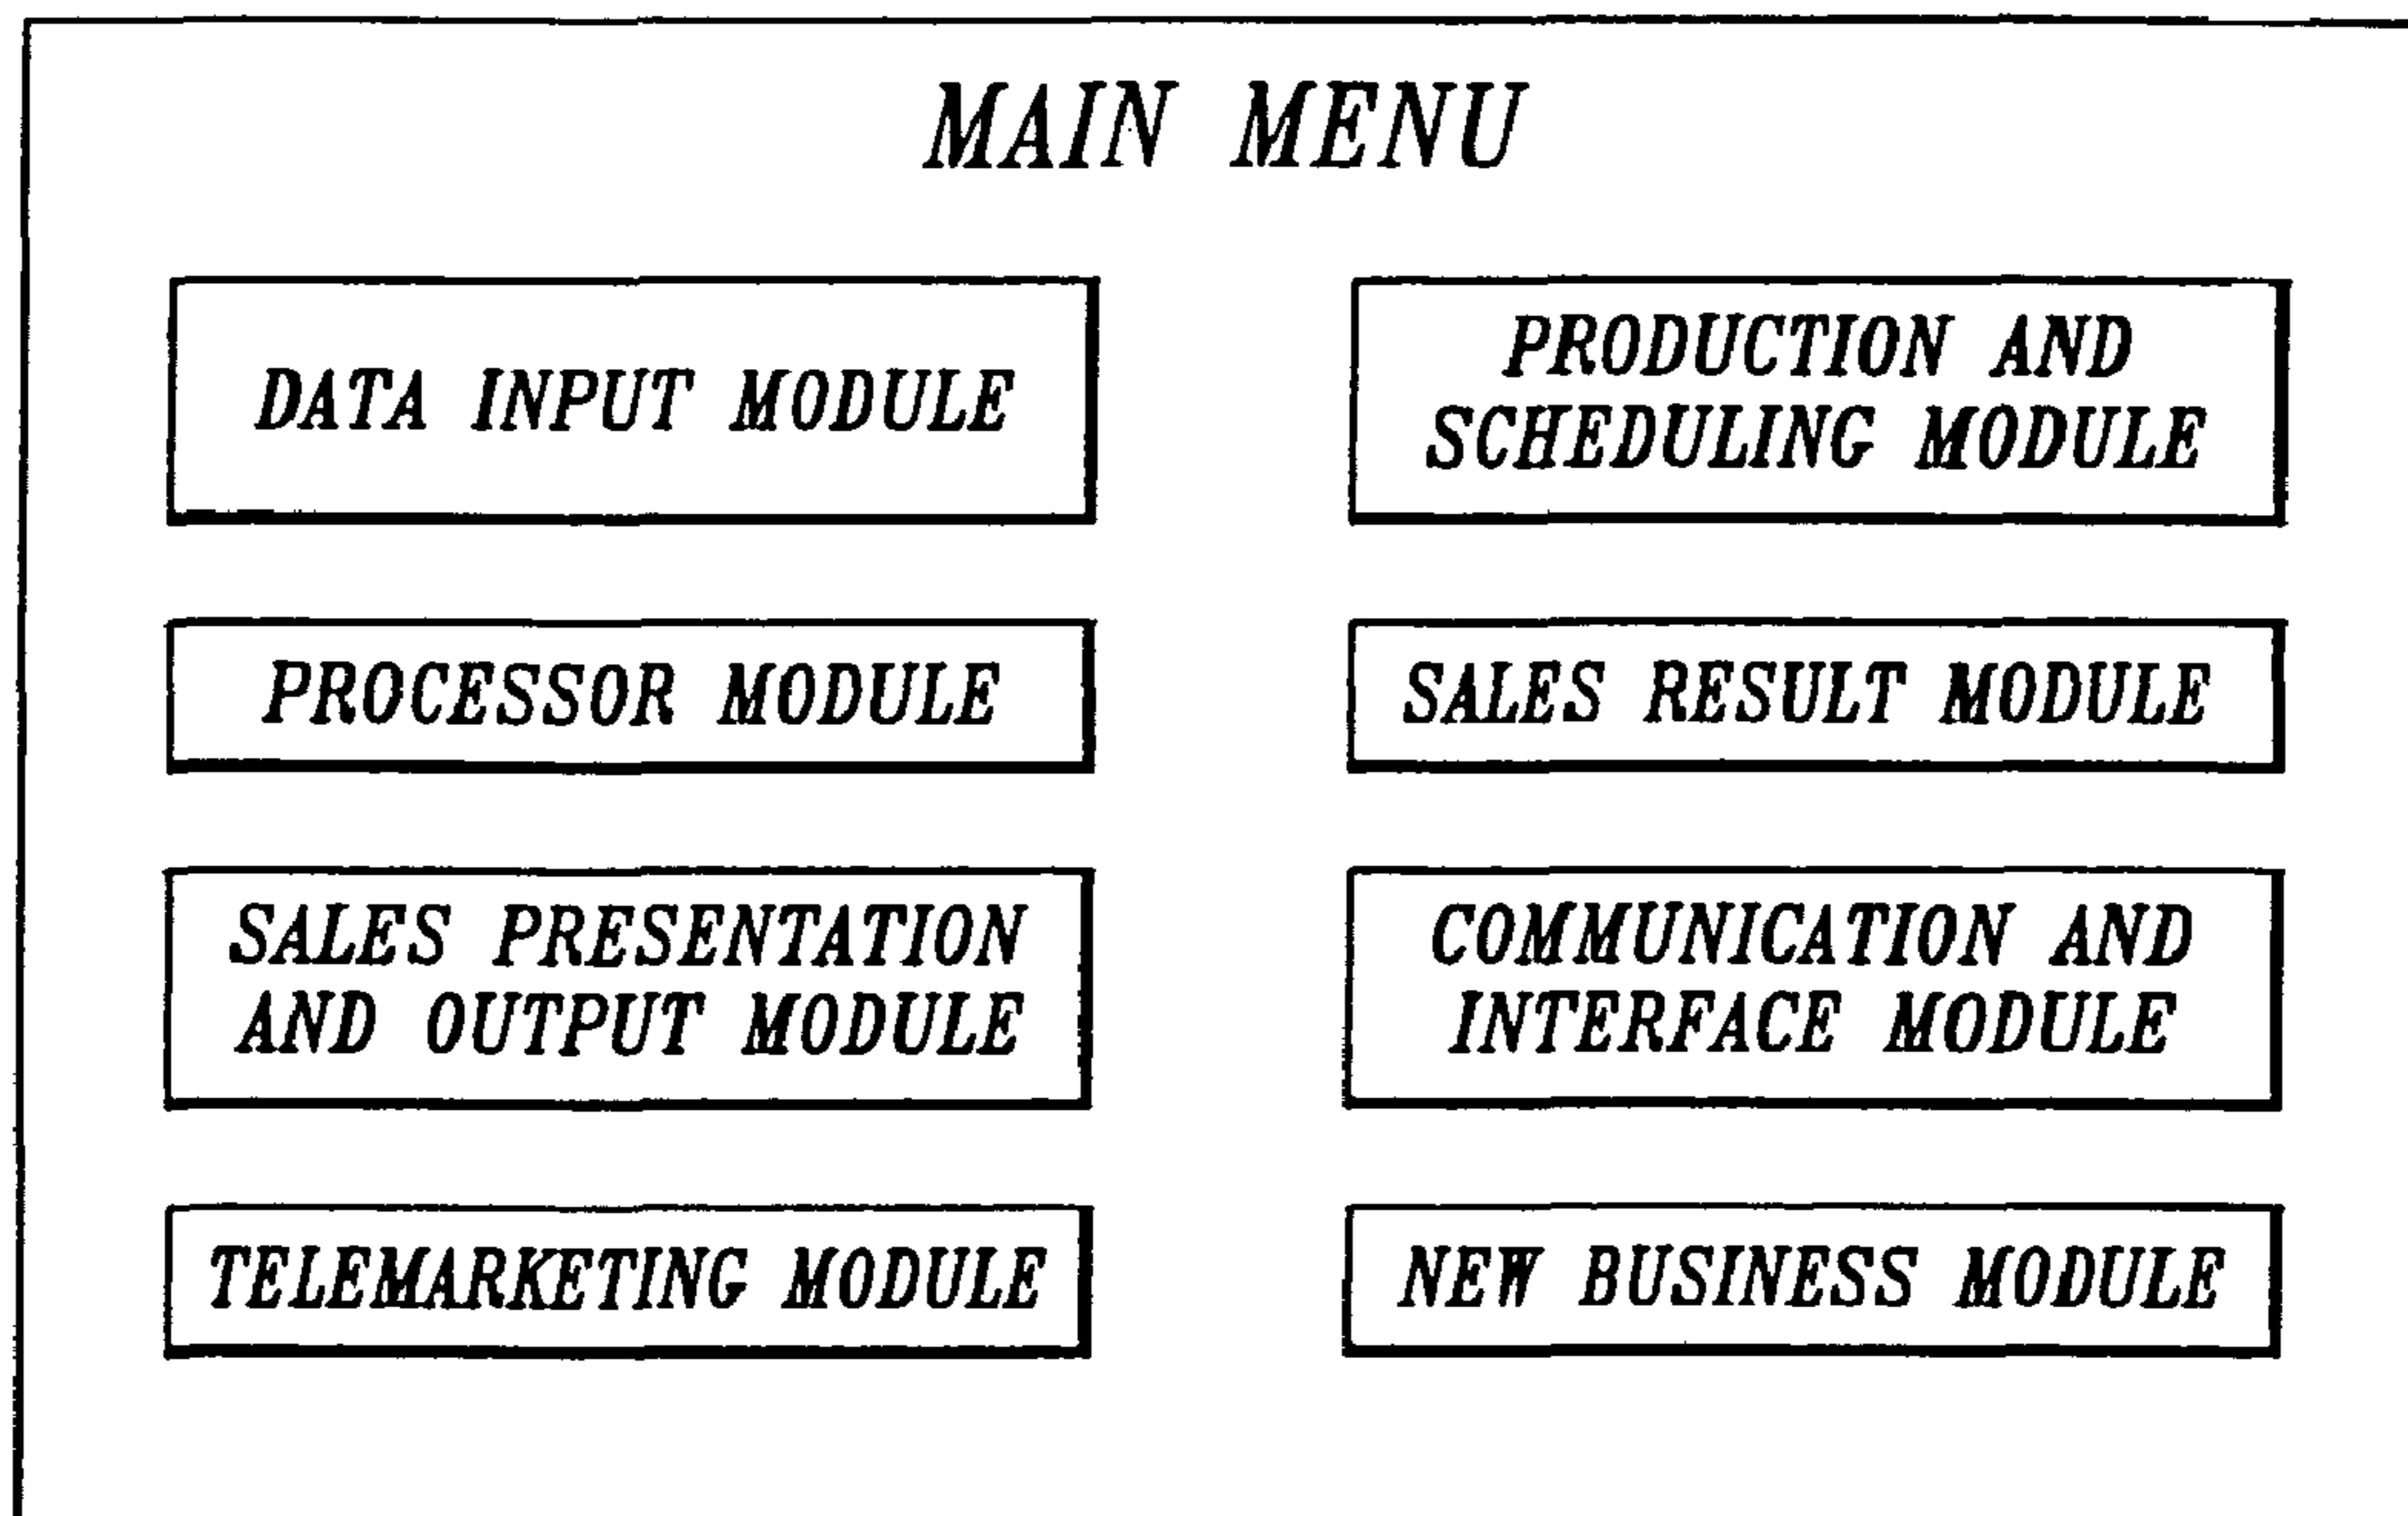 MAIN MENU
DATA INPUT MODULE
PRODUCTION AND
SCHEDULING MODULE
PROCESSOR MODULE
SALES RESULT MODULE
SALES PRESENTATION
AND OUTPUT MODULE
COMMUNICATION AND
INTERFACE MODULE
TELEMARKETING MODULE
NEW BUSINESS MODULE